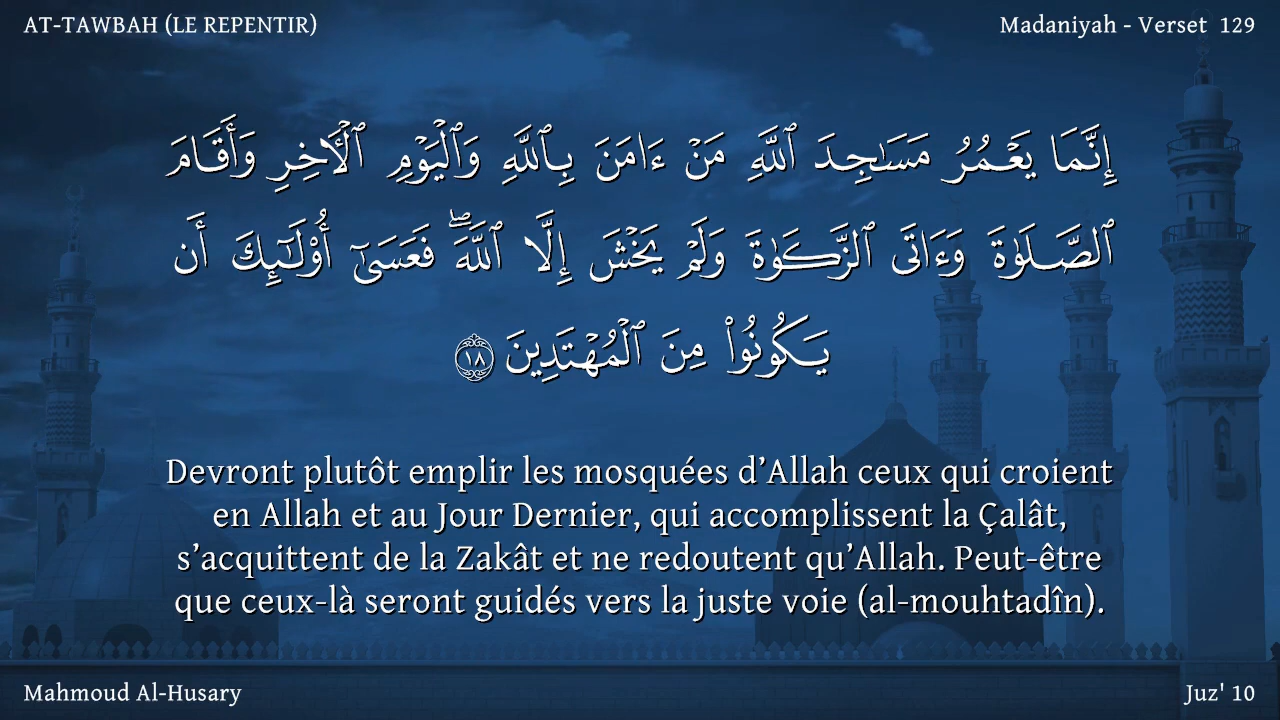 AT-TAWBAH (LE REPENTIR)
Madaniyah - Verset 129
إِنَّمَا يَعۡمُرُ مَسَـٰجِدَ ٱللَّهِ مَنۡ ءَامَنَ بِٱللَّهِ وَٱلۡيَوۡمِ ٱلۡأَخِرِ وَأَقَامَ
ٱلصَّلَوٰةَ وَءَاتَى ٱلزَّكَوٰةَ وَلَمۡ يَخۡشَ إِلَّا ٱللَّهَۖ فَعَسَىٰٓ أُوْلَـٰٓئِكَ أَن
يَكُونُواْ مِنَ ٱلۡمُهۡتَدِينَ ١٨
Devront plutôt emplir les mosquées d’Allah ceux qui croient
en Allah et au Jour Dernier, qui accomplissent la Çalât,
s’acquittent de la Zakât et ne redoutent qu’Allah. Peut-être
que ceux-là seront guidés vers la juste voie (al-mouhtadîn).
Mahmoud Al-Husary
Juz' 10